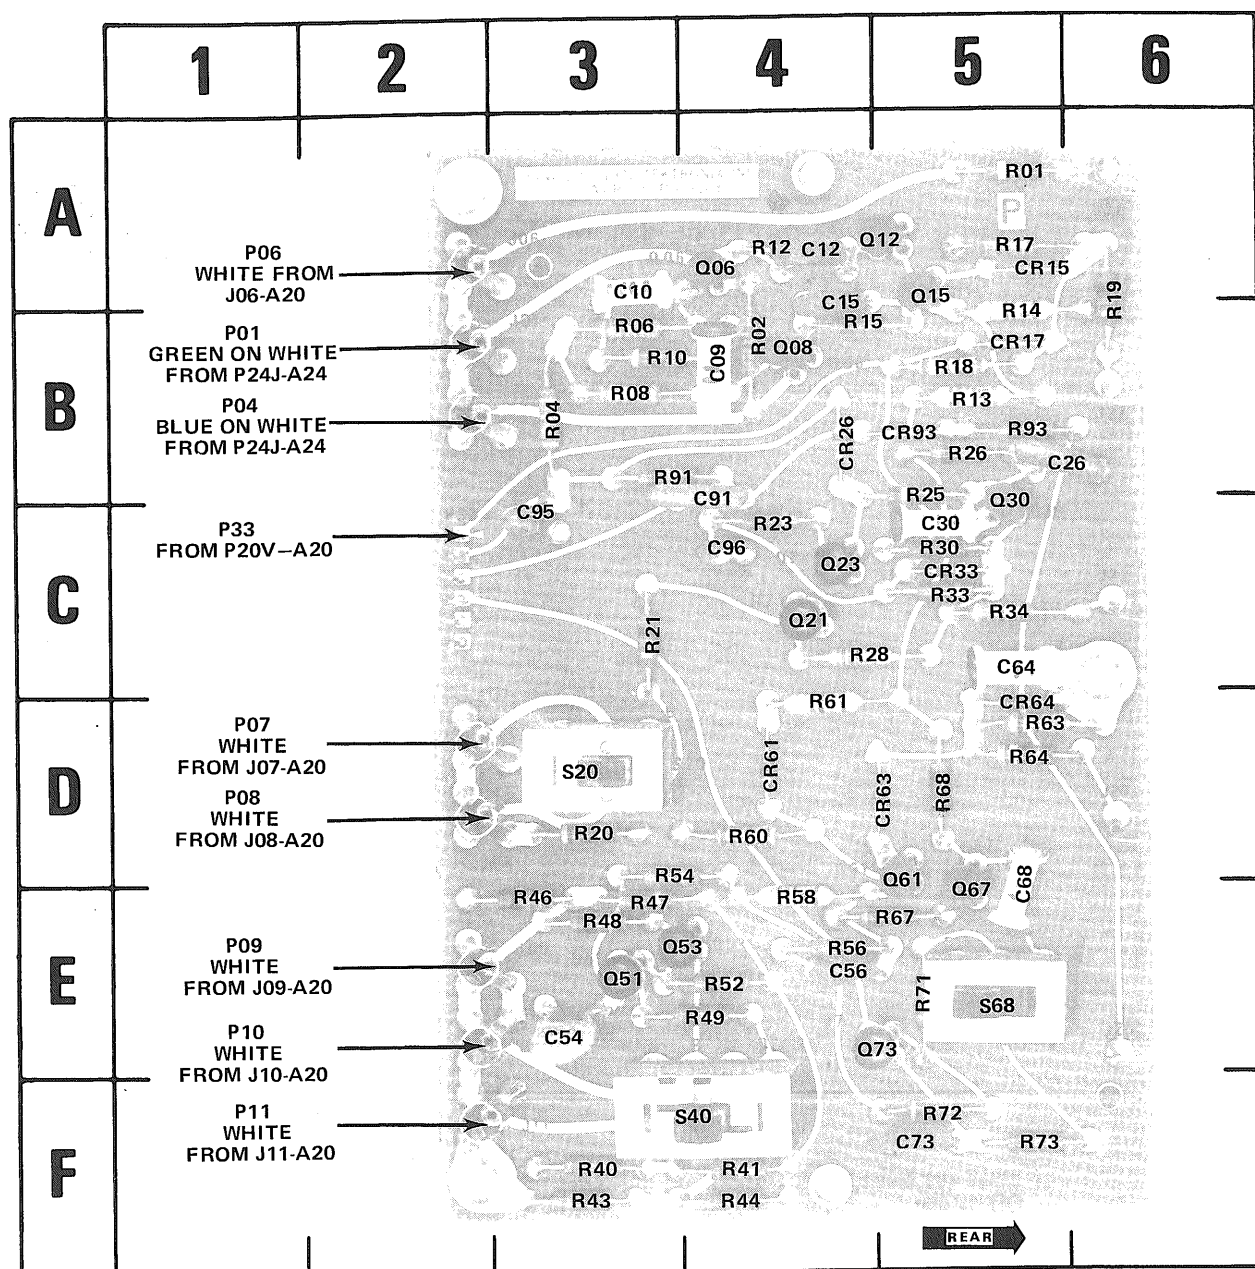 1 2 3 4 5 6
A
B
C
D
E
F
P06
WHITE FROM
J06-A20
P01
GREEN ON WHITE
FROM P24J-A24
P04
BLUE ON WHITE
FROM P24J-A24
P33
FROM P20V—A20
P07
WHITE
FROM J07-A20
P08
WHITE
FROM J08-A20
P09
WHITE
FROM J09-A20
P10
WHITE
FROM J10-A20
P11
WHITE
FROM J11-A20
R01
P
R12 C12 Q12 R17
Q06 CR15
C10 C15 Q15 R14 R19
R06 R02 R15
R10 C09 Q08 CR17
R18
R08 R13
R04 CR26 CR93 R93
R26 C26
R91
C91 R25 Q30
C95 R23 C30
C96 R30
Q23 CR33
R33
R21 Q21 R34
R28
C64
R61 CR64
R63
CR61 CR63 R68 R64
S20
R20 R60
R54 Q61 Q67 C68
R46 R47 R58
R48 R67
Q53 R56
C56
Q51 R52 R71 S68
R49
C54 Q73
S40 R72
C73 R73
R40 R41
R43 R44
REAR